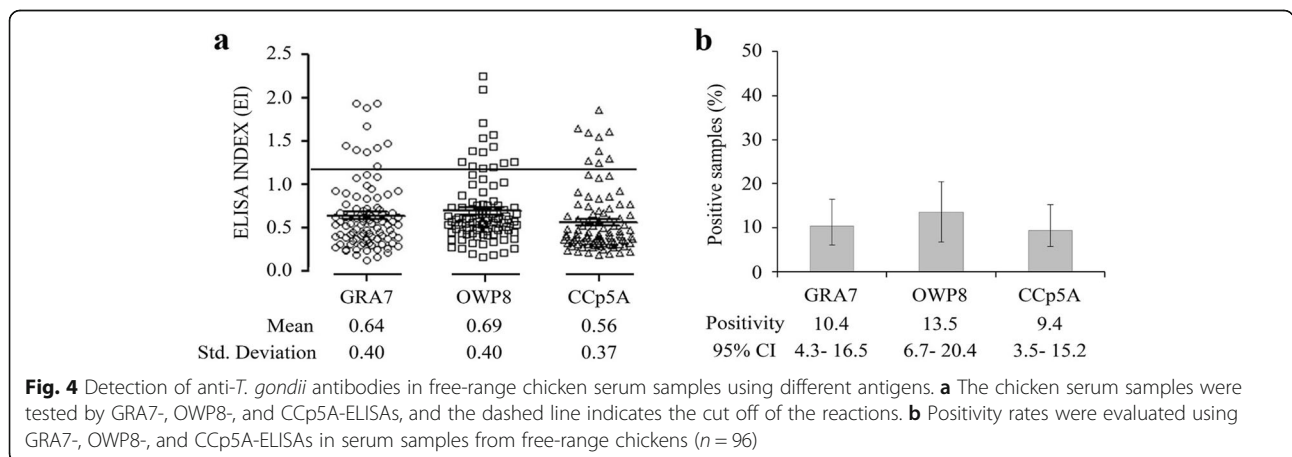 a
b
2.5
2.0
1.5
1.0
0.5
0.0
ELISA INDEX (EI)
GRA7 OWP8 CCp5A
Mean 0.64 0.69 0.56
Std. Deviation 0.40 0.40 0.37
50
40
30
20
10
0
Positive samples (%)
GRA7 OWP8 CCp5A
Positivity 10.4 13.5 9.4
95% CI 4.3- 16.5 6.7- 20.4 3.5- 15.2
Fig. 4 Detection of anti-T. gondii antibodies in free-range chicken serum samples using different antigens. a The chicken serum samples were
tested by GRA7-, OWP8-, and CCp5A-ELISAs, and the dashed line indicates the cut off of the reactions. b Positivity rates were evaluated using
GRA7-, OWP8-, and CCp5A-ELISAs in serum samples from free-range chickens (n = 96)